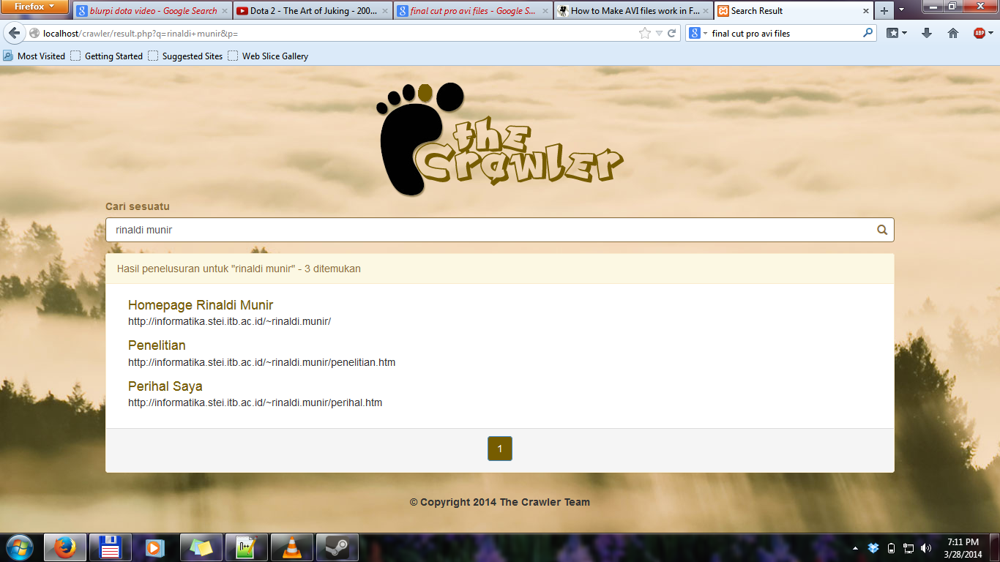 Firefox
blurpi dota video - Google Search
Dota 2 - The Art of Juking - 200...
final cut pro avi files - Google S...
How to Make AVI files work in F...
Search Result
localhost/crawler/result.php?q=rinaldi+munir&p=
final cut pro avi files
ABP
Most Visited
Getting Started
Suggested Sites
Web Slice Gallery
the
Crawler
Cari sesuatu
rinaldi munir
Hasil penelusuran untuk "rinaldi munir" - 3 ditemukan
Homepage Rinaldi Munir
http://informatika.stei.itb.ac.id/~rinaldi.munir/
Penelitian
http://informatika.stei.itb.ac.id/~rinaldi.munir/penelitian.htm
Perihal Saya
http://informatika.stei.itb.ac.id/~rinaldi.munir/perihal.htm
1
© Copyright 2014 The Crawler Team
7:11 PM
3/28/2014